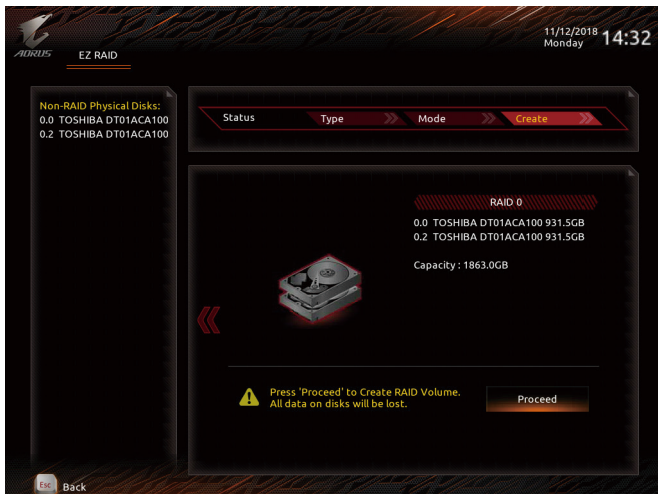 AORUS
EZ RAID
11/12/2018
Monday
14:32
Non-RAID Physical Disks:
0.0 TOSHIBA DT01ACA100
0.2 TOSHIBA DT01ACA100
Status Type Mode Create
RAID 0
0.0 TOSHIBA DT01ACA100 931.5GB
0.2 TOSHIBA DT01ACA100 931.5GB
Capacity : 1863.0GB
Press 'Proceed' to Create RAID Volume.
All data on disks will be lost.
Proceed
Esc Back